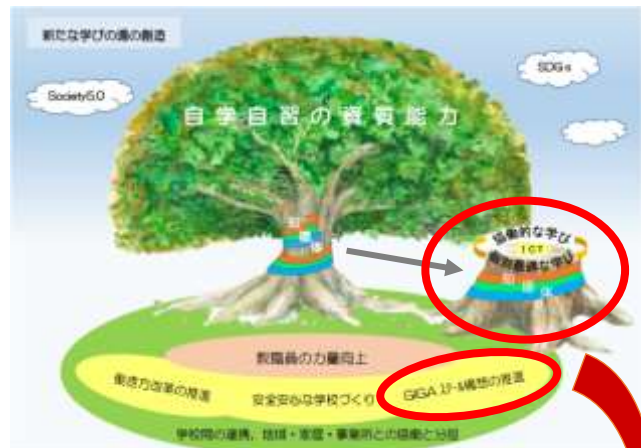 新たな学びの場の創造
Society5.0
SDGs
自学自習の資質能力
協働的な学び
ICT
個別最適な学び
教職員の力量向上
働き方改革の推進
安全安心な学校づくり
GIGAスクール構想の推進
学校間の連携，地域・家庭・事業所との協働と分担